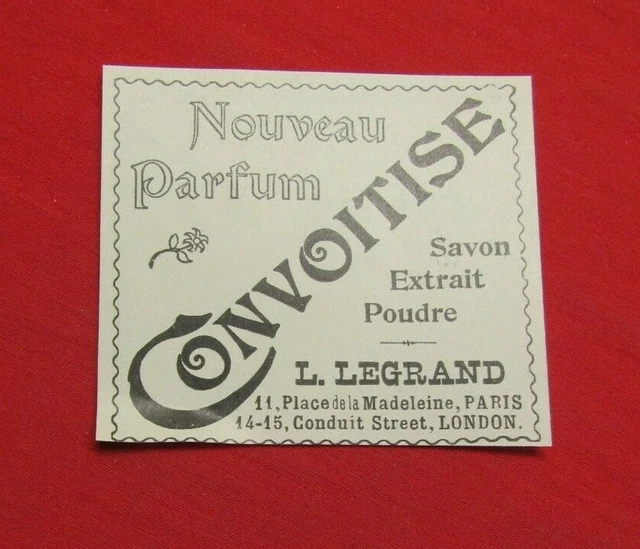 Nouveau
Parfum
CONVOITISE
Savon
Extrait
Poudre
L. LEGRAND
11, Place de la Madeleine, PARIS
14-15, Conduit Street, LONDON.